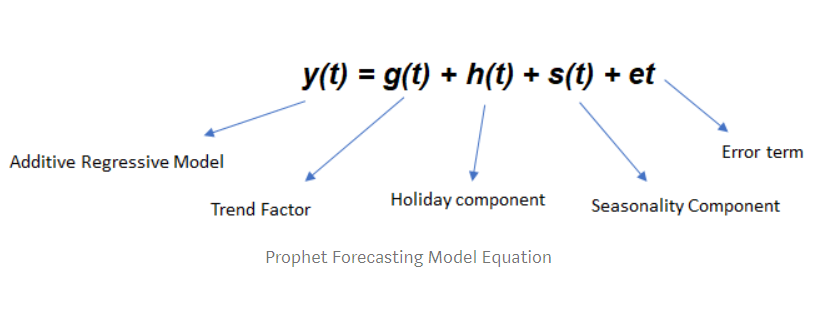 y(t) = g(t) + h(t) + s(t) + et
Error term
Additive Regressive Model
Holiday component
Seasonality Component
Trend Factor
Prophet Forecasting Model Equation